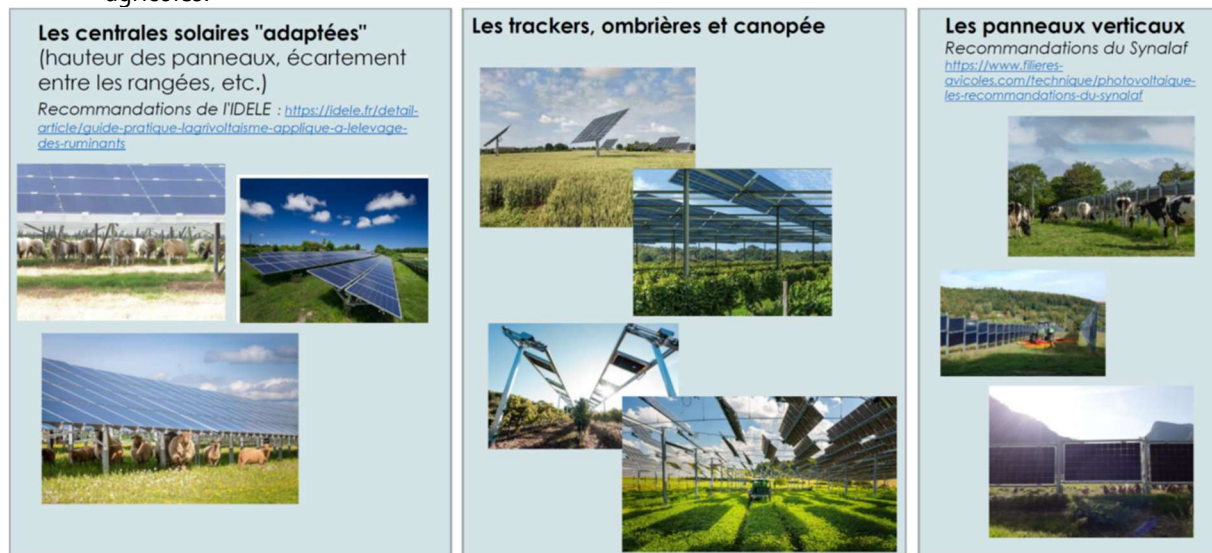 agricoles.
Les centrales solaires "adaptées"
(hauteur des panneaux, écartement
entre les rangées, etc.)
Recommandations de l'IDELE : https://idele.fr/detail-
article/guide-pratique-lagrivoltaisme-applique-a-lelevage-
des-ruminants
Les trackers, ombrières et canopée
Les panneaux verticaux
Recommandations du Synalaf
https://www.filieres-
avicoles.com/technique/photovoltaique-
les-recommandations-du-synalaf